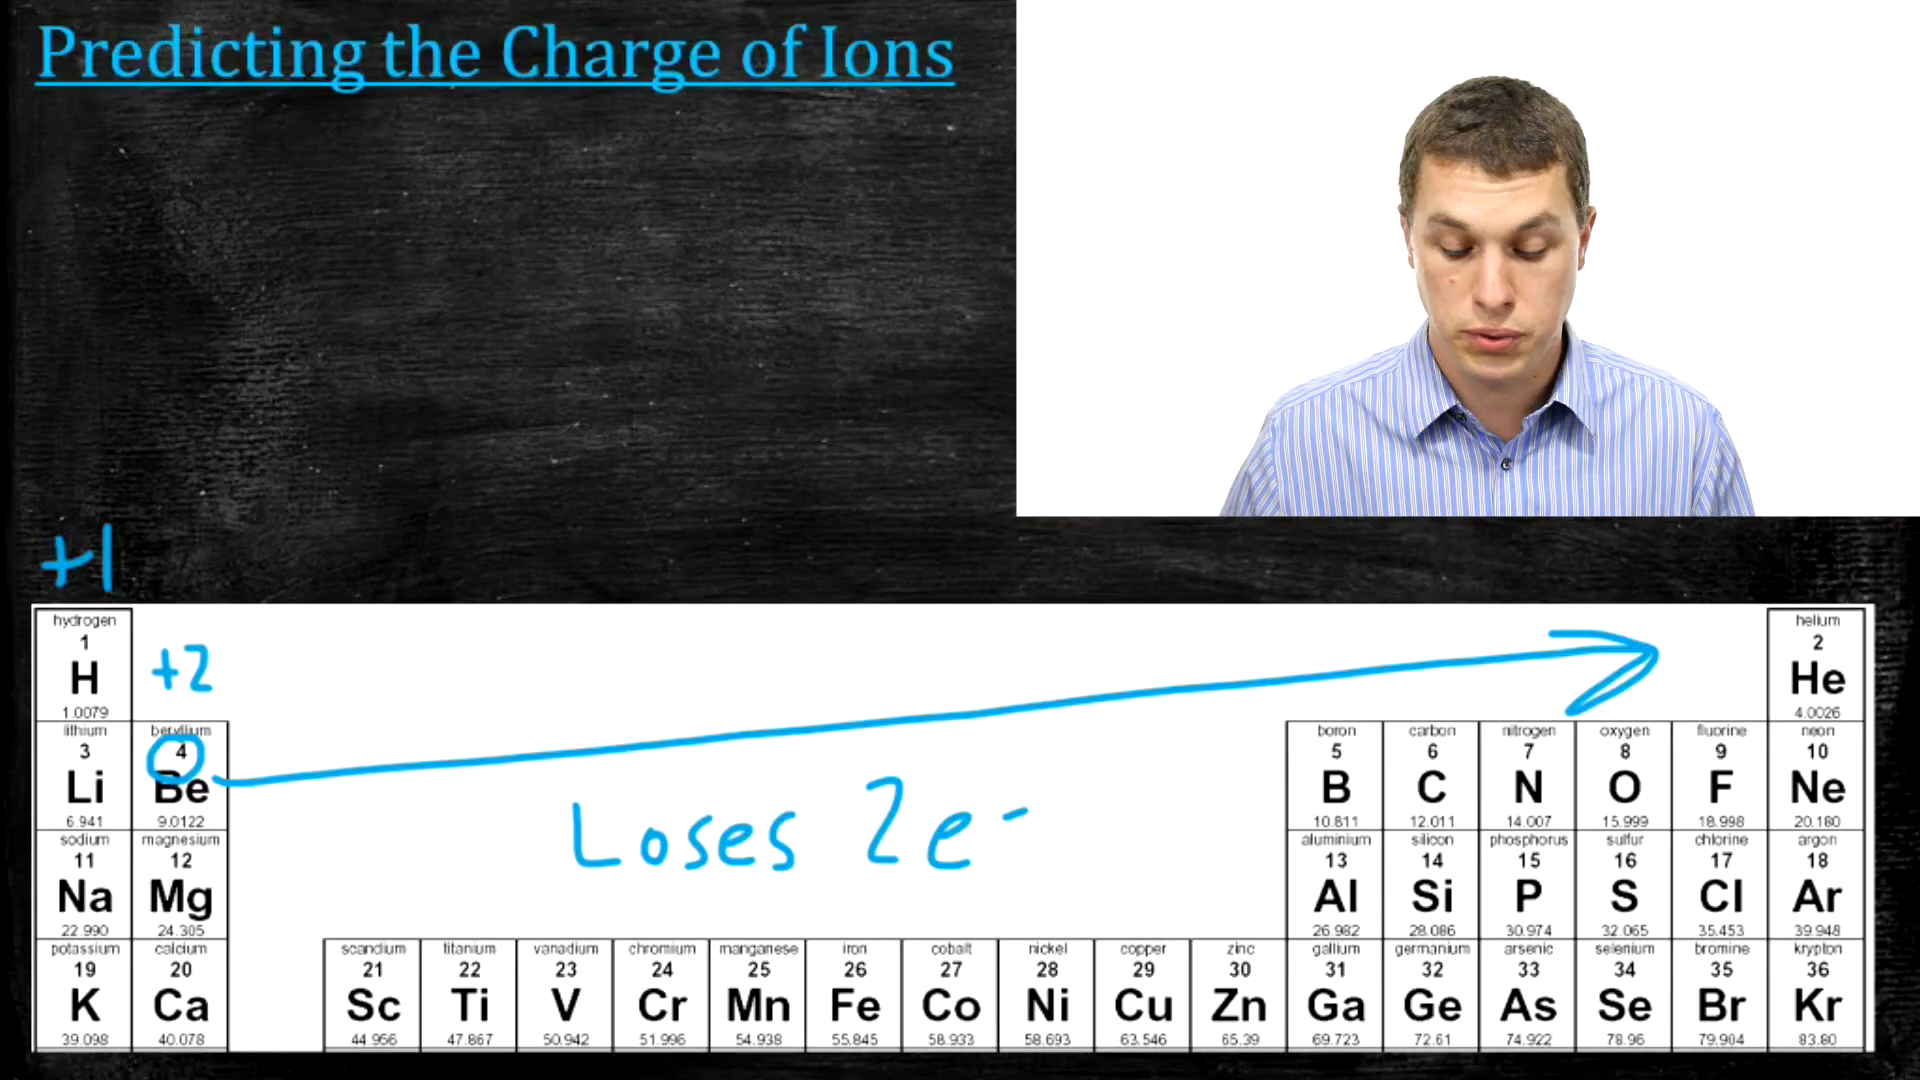 Predicting the Charge of Ions
+1
hydrogen helium
1 +2 2
H He
1.0079 4.0026
lithium beryllium boron carbon nitrogen oxygen fluorine neon
3 4 5 6 7 8 9 10
Li Be B C N O F Ne
6.941 9.0122 10.811 12.011 14.007 15.999 18.998 20.180
Loses 2e-
sodium magnesium aluminium silicon phosphorus sulfur chlorine argon
11 12 13 14 15 16 17 18
Na Mg Al Si P S Cl Ar
22.990 24.305 26.982 28.086 30.974 32.065 35.453 39.948
potassium calcium scandium titanium vanadium chromium manganese iron cobalt nickel copper zinc gallium germanium arsenic selenium bromine krypton
19 20 21 22 23 24 25 26 27 28 29 30 31 32 33 34 35 36
K Ca Sc Ti V Cr Mn Fe Co Ni Cu Zn Ga Ge As Se Br Kr
39.098 40.078 44.956 47.867 50.942 51.996 54.938 55.845 58.933 58.693 63.546 65.39 69.723 72.61 74.922 78.96 79.904 83.80